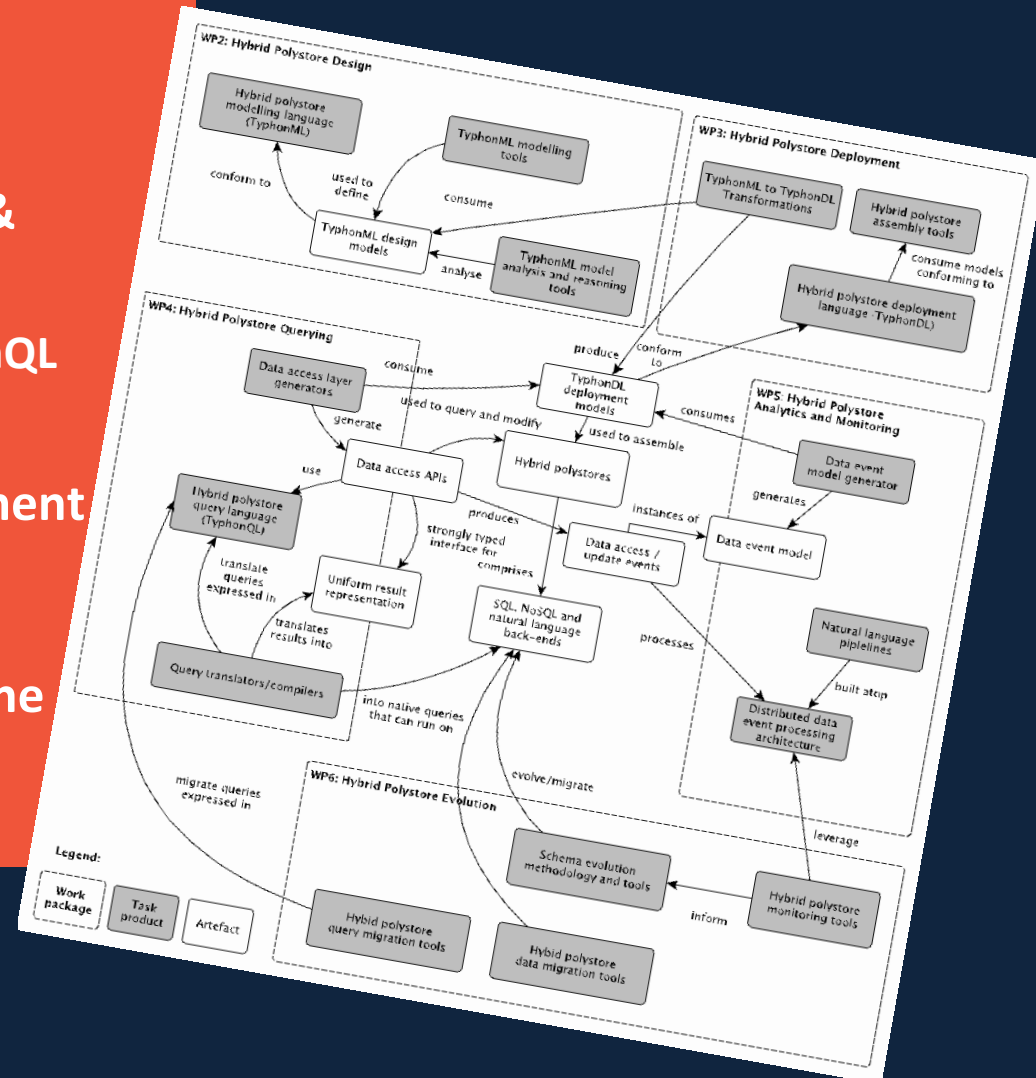 &
QL
ment
ne
WP2: Hybrid Polystore Design
Hybrid polystore
modelling language
(TyphonML)
TyphonML modelling
tools
conform to
used to
define
consume
TyphonML design
models
analyse
TyphonML model
analysis and reasoning
tools
WP3: Hybrid Polystore Deployment
TyphonML to TyphonDL
Transformations
Hybrid polystore
assembly tools
consume models
conforming to
Hybrid polystore deployment
language -TyphonDL)
produce
conform
to
WP4: Hybrid Polystore Querying
Data access layer
generators
consume
TyphonDL
deployment
models
generate
used to query and modify
used to assemble
consumes
Data access APIs
Hybrid polystores
use
Hybrid polystore
query language
(TyphonQL)
produces
strongly typed
interface for
comprises
instances of
Data access /
update events
WP5: Hybrid Polystore
Analytics and Monitoring
Data event
model generator
generates
Data event model
translate
queries
expressed in
Uniform result
representation
translates
results into
SQL, NoSQL and
natural language
back-ends
processes
Natural language
piplelines
built atop
Query translators/compilers
into native queries
that can run on
Distributed data
event processing
architecture
migrate queries
expressed in
WP6: Hybrid Polystore Evolution
evolve/migrate
leverage
Schema evolution
methodology and tools
inform
Hybrid polystore
monitoring tools
Hybid polystore
query migration tools
Hybid polystore
data migration tools
Legend:
Work
package
Task
product
Artefact